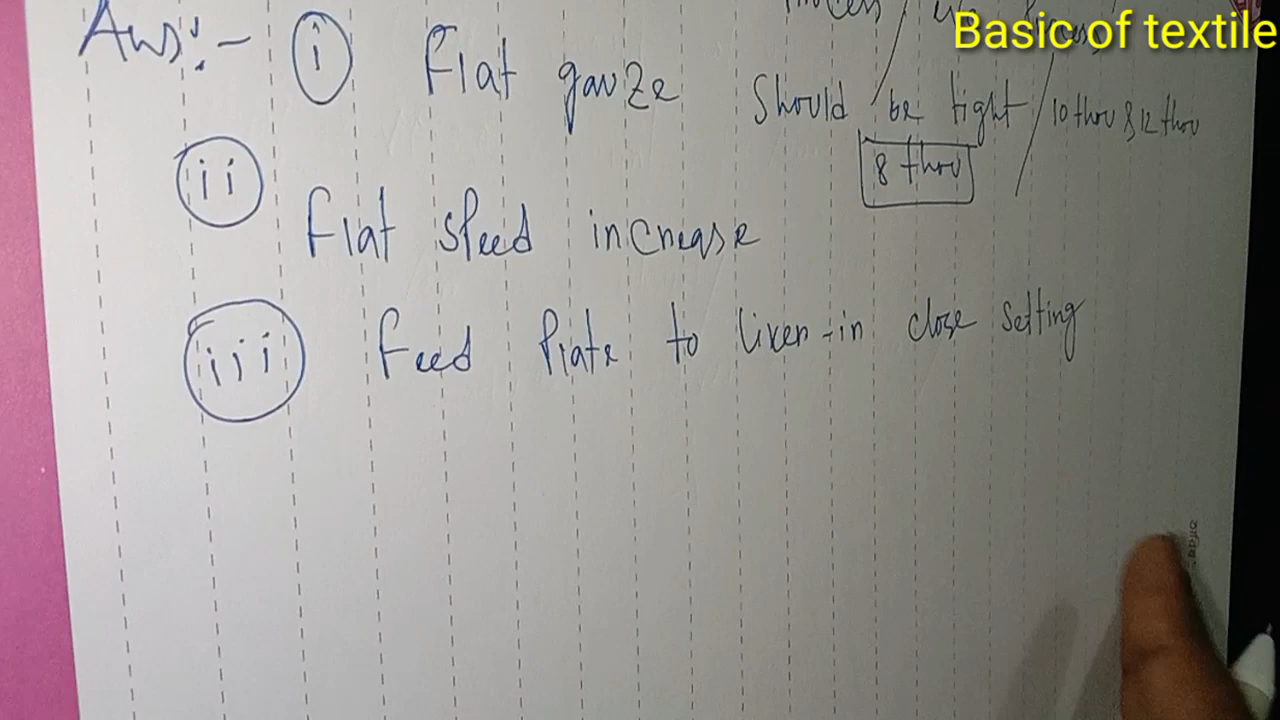 Basic of textile
Ans:- i Flat gauze should be tight / 10 thou & 12 thou
8 thou
ii Flat speed increase
iii Feed Plate to liker-in close setting